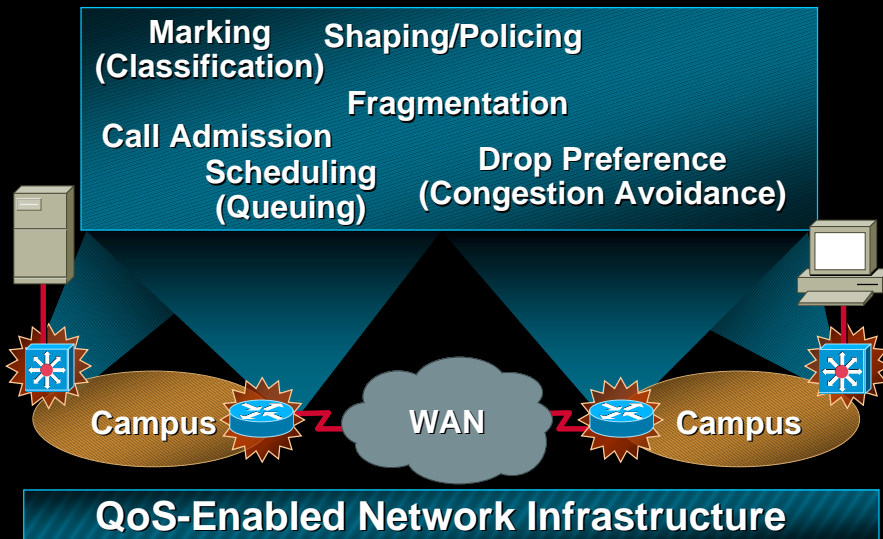 Marking
(Classification)
Shaping/Policing
Fragmentation
Call Admission
Scheduling
(Queuing)
Drop Preference
(Congestion Avoidance)
Campus
WAN
Campus
QoS-Enabled Network Infrastructure